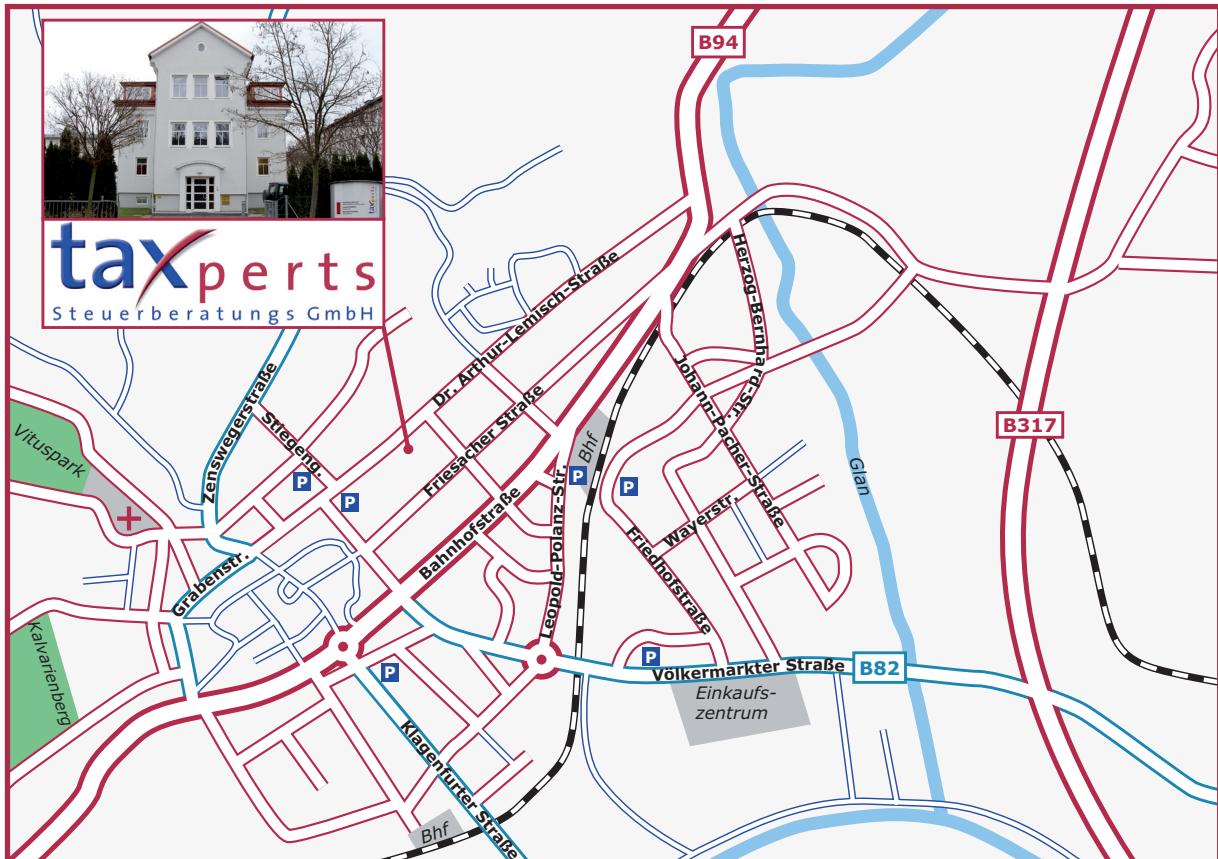 B94
taxperts
Steuerberatungs GmbH
Dr. Arthur-Lemisch-Straße
Herzog-Bernhard-Str.
Johann-Pacher-Straße
Zenswegerstraße
Stiegeng
Friesacher Straße
B317
Vituspark
Bhf
Glan
P
P
P
P
Bahnhofstraße
Leopold-Polanz-Str.
Wayerstr.
Friedhofstraße
Grabenstr.
Kalvarienberg
P
P
Völkermarkter Straße
B82
Einkaufs-
zentrum
Klagenfurter Straße
Bhf